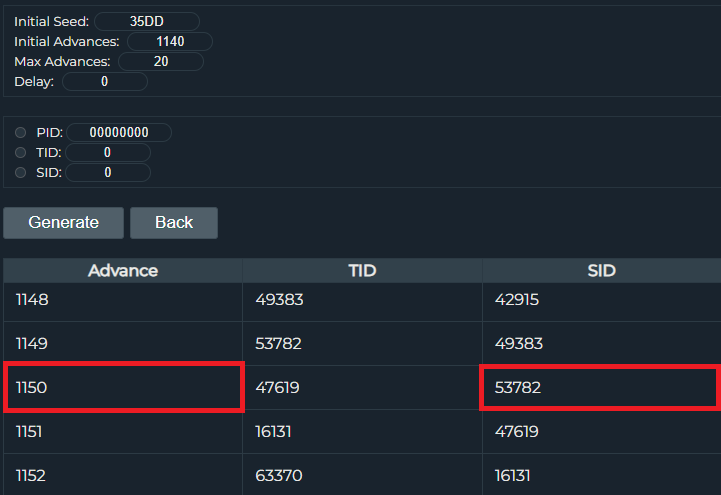 Initial Seed: 35DD
Initial Advances: 1140
Max Advances: 20
Delay: 0
PID: 00000000
TID: 0
SID: 0
Generate Back
Advance TID SID
1148 49383 42915
1149 53782 49383
1150 47619 53782
1151 16131 47619
1152 63370 16131